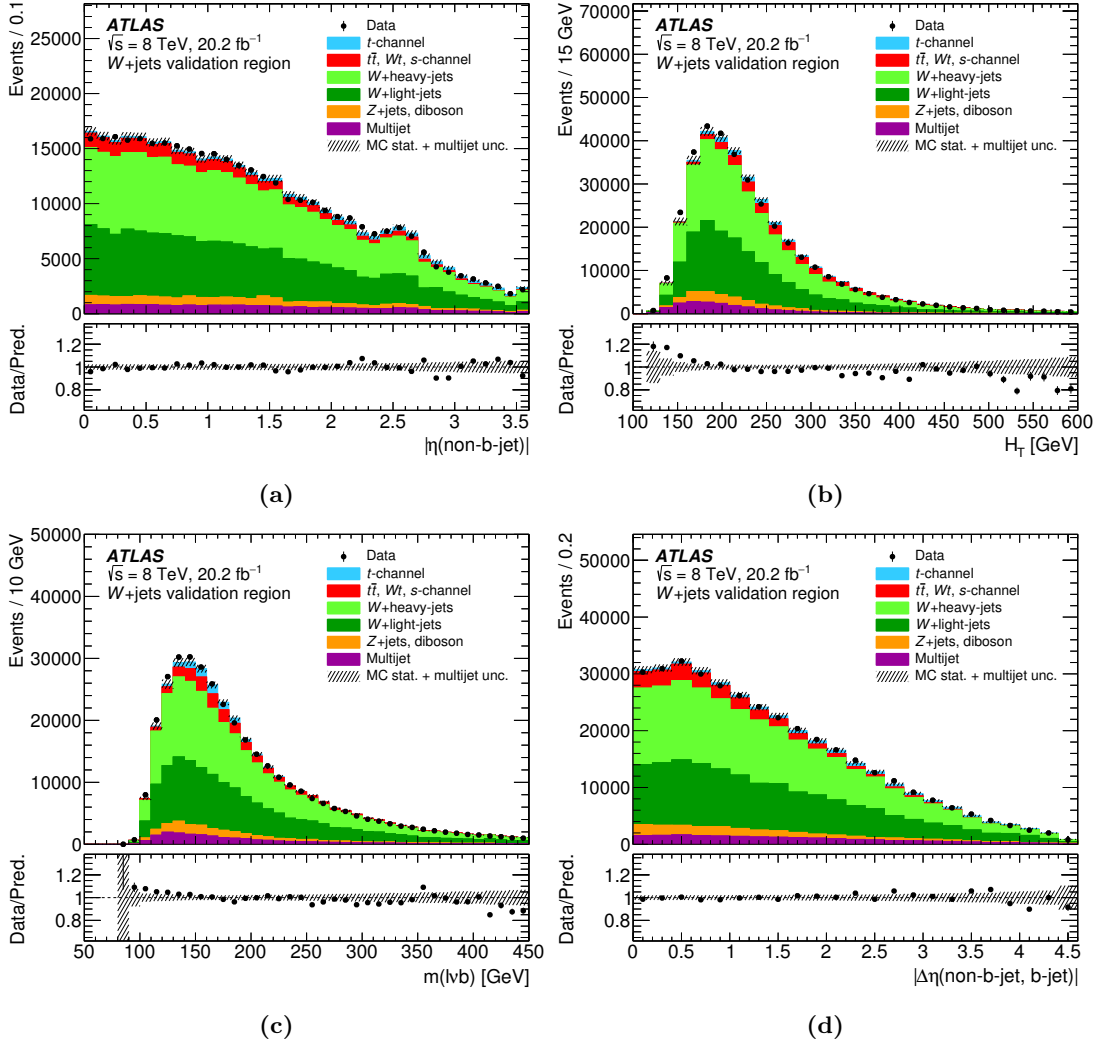 Events / 0.1
25000
20000
15000
10000
5000
0
ATLAS
√s = 8 TeV, 20.2 fb⁻¹
W+jets validation region
Data
t-channel
tt̄, Wt, s-channel
W+heavy-jets
W+light-jets
Z+jets, diboson
Multijet
MC stat. + multijet unc.
Data/Pred.
1.2
1
0.8
0 0.5 1 1.5 2 2.5 3 3.5
|η(non-b-jet)|
(a)
Events / 15 GeV
70000
60000
50000
40000
30000
20000
10000
0
ATLAS
√s = 8 TeV, 20.2 fb⁻¹
W+jets validation region
Data
t-channel
tt̄, Wt, s-channel
W+heavy-jets
W+light-jets
Z+jets, diboson
Multijet
MC stat. + multijet unc.
Data/Pred.
1.2
1
0.8
100 150 200 250 300 350 400 450 500 550 600
H_T [GeV]
(b)
Events / 10 GeV
50000
40000
30000
20000
10000
0
ATLAS
√s = 8 TeV, 20.2 fb⁻¹
W+jets validation region
Data
t-channel
tt̄, Wt, s-channel
W+heavy-jets
W+light-jets
Z+jets, diboson
Multijet
MC stat. + multijet unc.
Data/Pred.
1.2
1
0.8
50 100 150 200 250 300 350 400 450
m(lνb) [GeV]
(c)
Events / 0.2
50000
40000
30000
20000
10000
0
ATLAS
√s = 8 TeV, 20.2 fb⁻¹
W+jets validation region
Data
t-channel
tt̄, Wt, s-channel
W+heavy-jets
W+light-jets
Z+jets, diboson
Multijet
MC stat. + multijet unc.
Data/Pred.
1.2
1
0.8
0 0.5 1 1.5 2 2.5 3 3.5 4 4.5
|Δη(non-b-jet, b-jet)|
(d)